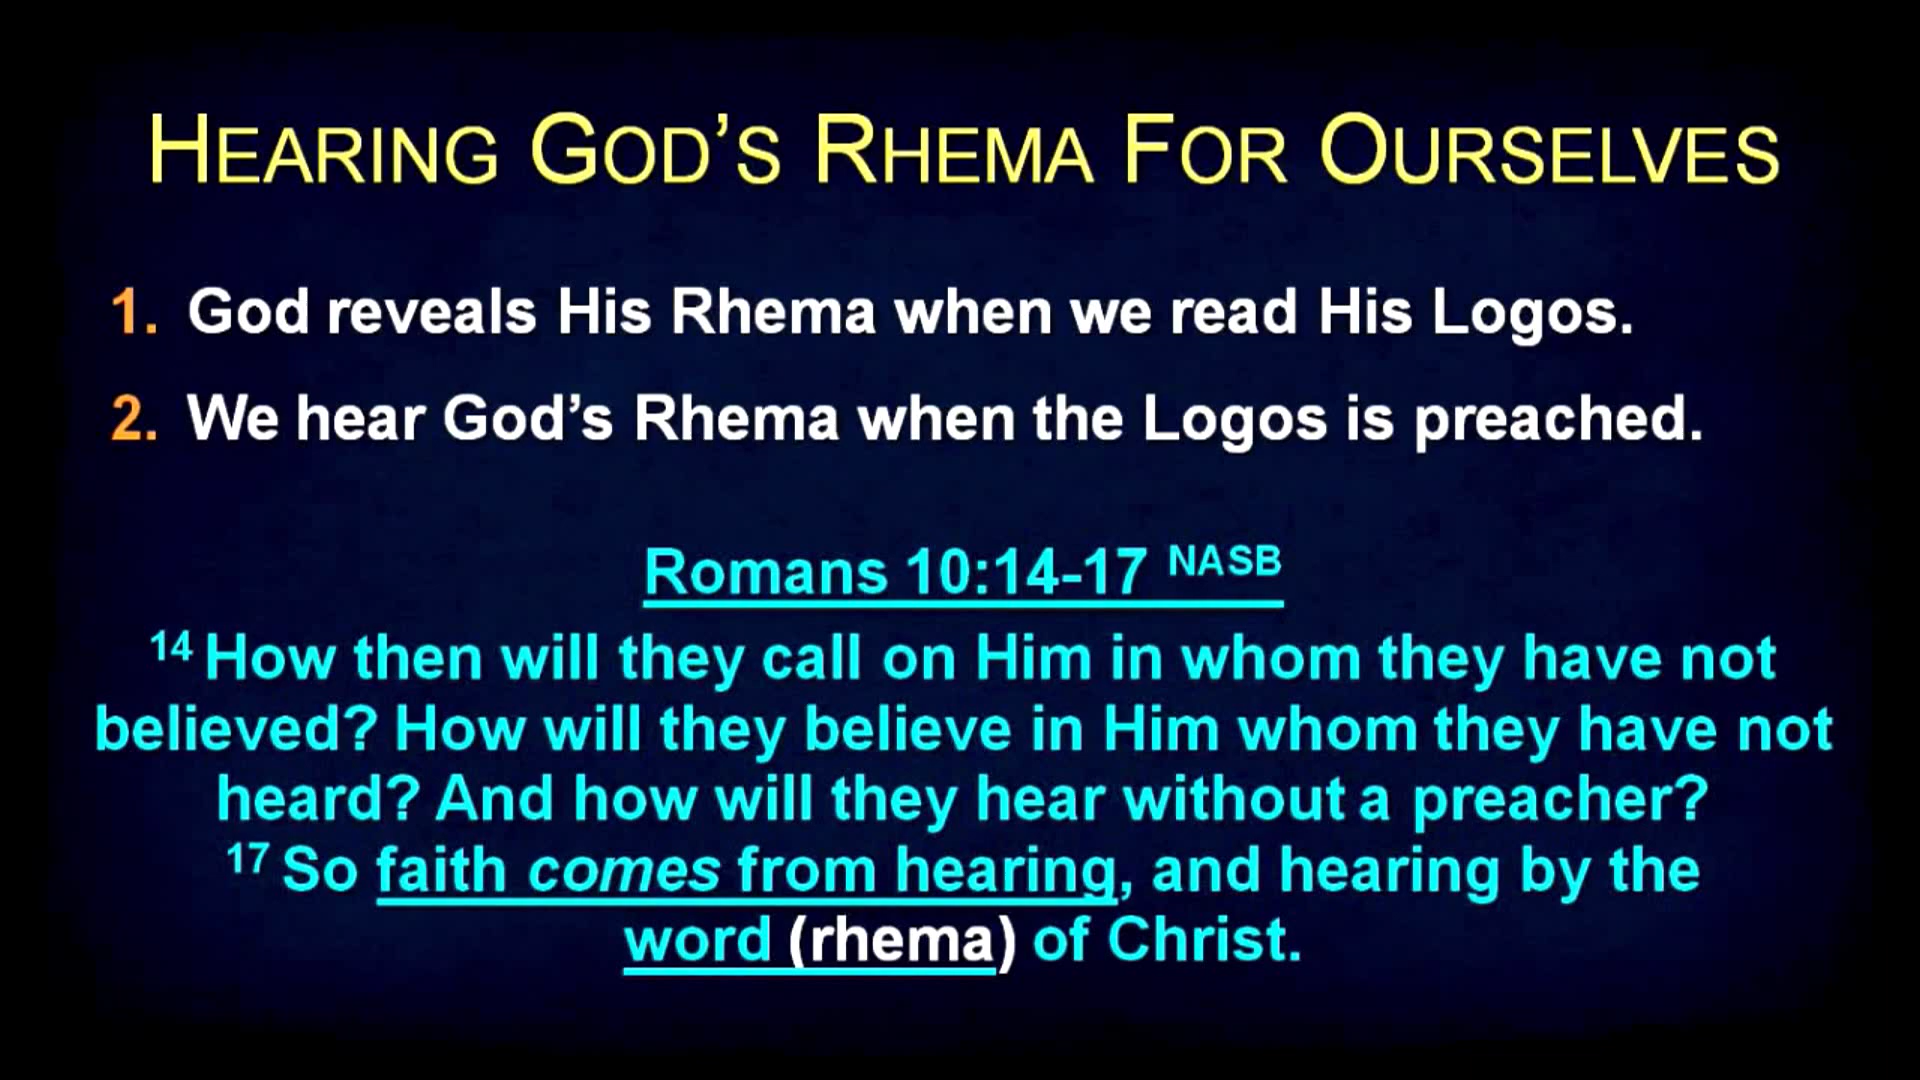 HEARING GOD'S RHEMA FOR OURSELVES
1. God reveals His Rhema when we read His Logos.
2. We hear God's Rhema when the Logos is preached.
Romans 10:14-17 NASB
14 How then will they call on Him in whom they have not
believed? How will they believe in Him whom they have not
heard? And how will they hear without a preacher?
17 So faith comes from hearing, and hearing by the
word (rhema) of Christ.